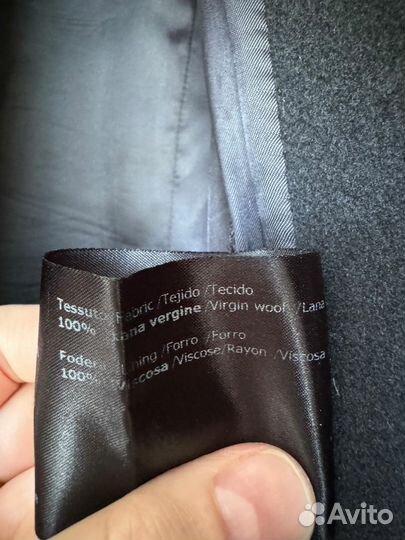 Tessuto /Fabric /Tejido /Tecido
100% Lana vergine /Virgin wool /Lana
Foder /Lining /Forro /Forro
100% Viscosa /Viscose/Rayon /Viscosa
Avito